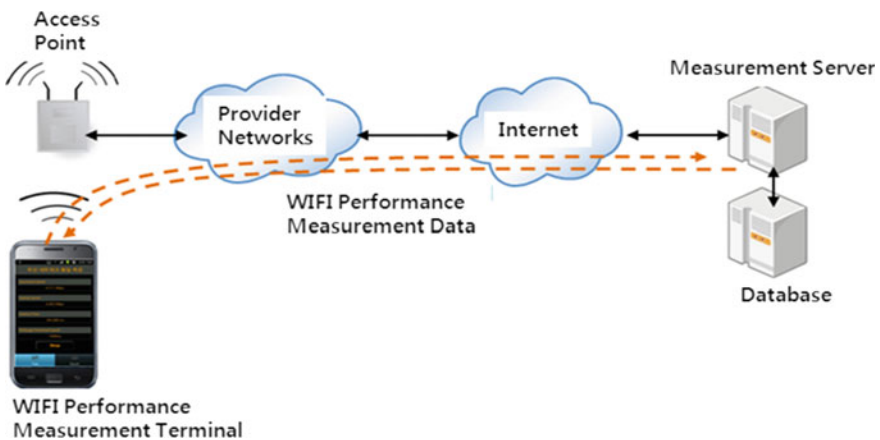 Access
Point
Measurement Server
Provider
Networks
Internet
WIFI Performance
Measurement Data
Database
WIFI Performance
Measurement Terminal